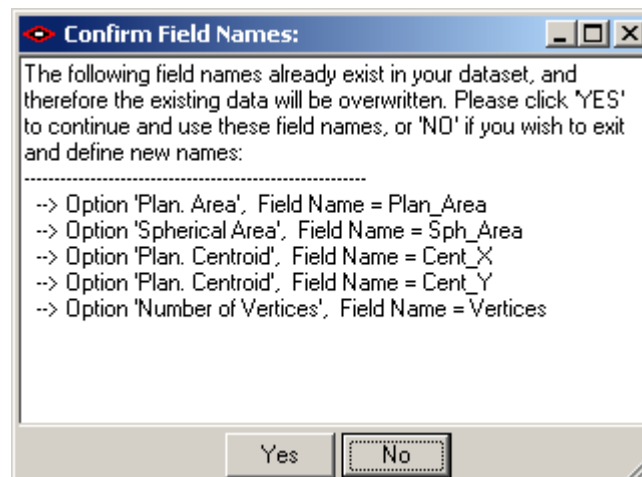 Confirm Field Names:
The following field names already exist in your dataset, and
therefore the existing data will be overwritten. Please click 'YES'
to continue and use these field names, or 'NO' if you wish to exit
and define new names:
---------------------------------------------------------
--> Option 'Plan. Area', Field Name = Plan_Area
--> Option 'Spherical Area', Field Name = Sph_Area
--> Option 'Plan. Centroid', Field Name = Cent_X
--> Option 'Plan. Centroid', Field Name = Cent_Y
--> Option 'Number of Vertices', Field Name = Vertices
Yes No